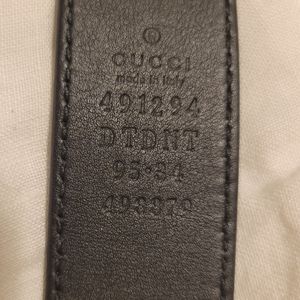 GUCCI
made in italy
491294
DTDNT
95·34